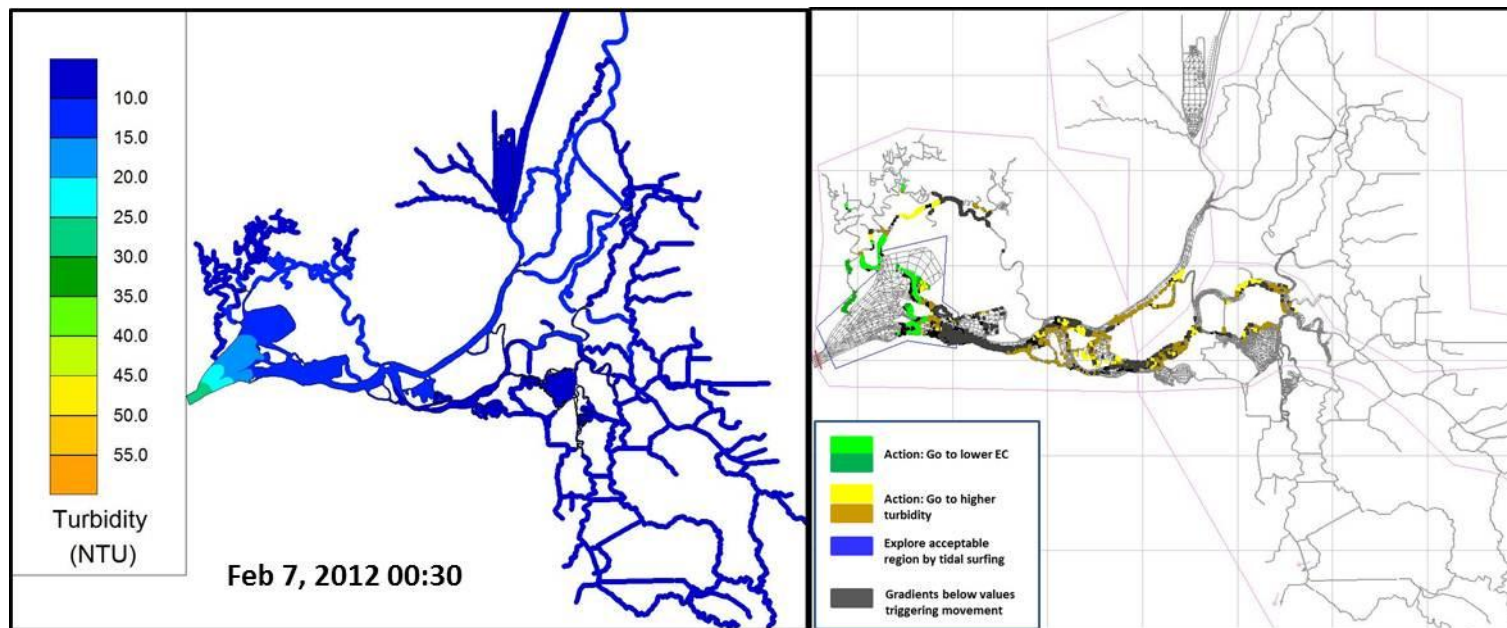 10.0
15.0
20.0
25.0
30.0
35.0
40.0
45.0
50.0
55.0
Turbidity
(NTU)
Feb 7, 2012 00:30
Action: Go to lower EC
Action: Go to higher
turbidity
Explore acceptable
region by tidal surfing
Gradients below values
triggering movement